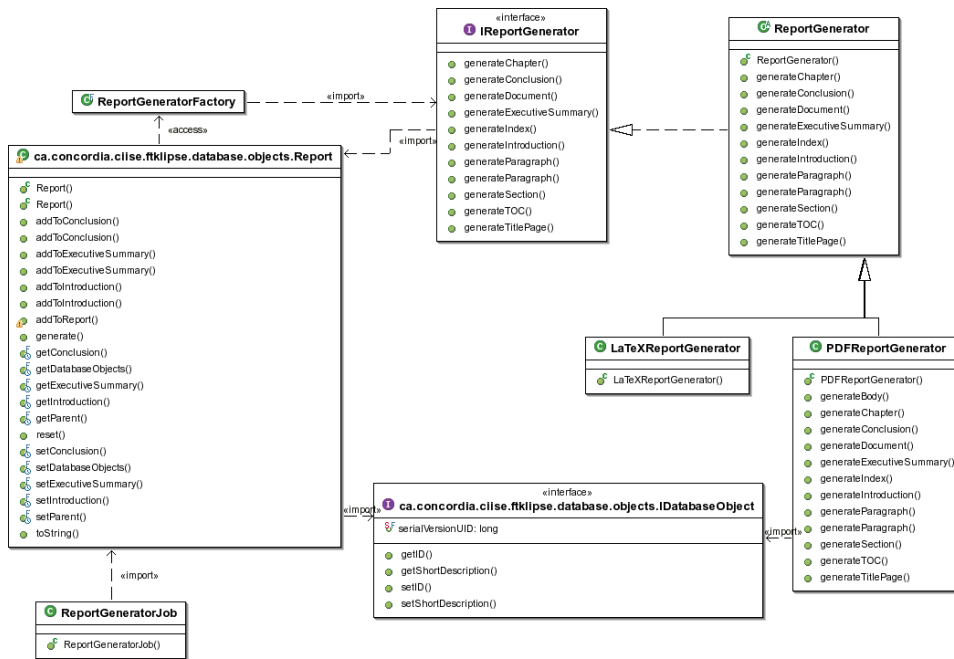 «interface»
IReportGenerator
generateChapter()
generateConclusion()
generateDocument()
generateExecutiveSummary()
generateIndex()
generateIntroduction()
generateParagraph()
generateParagraph()
generateSection()
generateTOC()
generateTitlePage()
ReportGenerator
ReportGenerator()
generateChapter()
generateConclusion()
generateDocument()
generateExecutiveSummary()
generateIndex()
generateIntroduction()
generateParagraph()
generateParagraph()
generateSection()
generateTOC()
generateTitlePage()
ReportGeneratorFactory
«import»
«access»
«import»
ca.concordia.ciise.ftklipse.database.objects.Report
Report()
Report()
addToConclusion()
addToConclusion()
addToExecutiveSummary()
addToExecutiveSummary()
addToIntroduction()
addToIntroduction()
addToReport()
generate()
getConclusion()
getDatabaseObjects()
getExecutiveSummary()
getIntroduction()
getParent()
reset()
setConclusion()
setDatabaseObjects()
setExecutiveSummary()
setIntroduction()
setParent()
toString()
LaTeXReportGenerator
LaTeXReportGenerator()
PDFReportGenerator
PDFReportGenerator()
generateBody()
generateChapter()
generateConclusion()
generateDocument()
generateExecutiveSummary()
generateIndex()
generateIntroduction()
generateParagraph()
generateParagraph()
generateSection()
generateTOC()
generateTitlePage()
«import»
«interface»
ca.concordia.ciise.ftklipse.database.objects.IDatabaseObject
serialVersionUID: long
getID()
getShortDescription()
setID()
setShortDescription()
«import»
«import»
ReportGeneratorJob
ReportGeneratorJob()